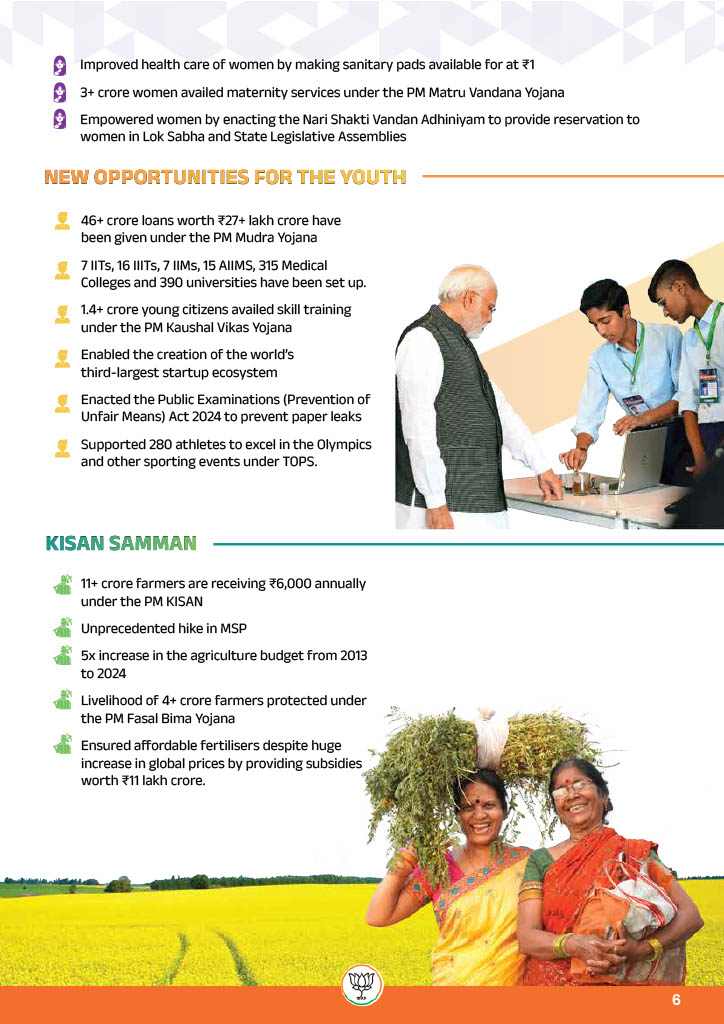 Improved health care of women by making sanitary pads available for at ₹1
3+ crore women availed maternity services under the PM Matru Vandana Yojana
Empowered women by enacting the Nari Shakti Vandan Adhiniyam to provide reservation to
women in Lok Sabha and State Legislative Assemblies
NEW OPPORTUNITIES FOR THE YOUTH
46+ crore loans worth ₹27+ lakh crore have
been given under the PM Mudra Yojana
7 IITs, 16 IIITs, 7 IIMs, 15 AIIMS, 315 Medical
Colleges and 390 universities have been set up.
1.4+ crore young citizens availed skill training
under the PM Kaushal Vikas Yojana
Enabled the creation of the world's
third-largest startup ecosystem
Enacted the Public Examinations (Prevention of
Unfair Means) Act 2024 to prevent paper leaks
Supported 280 athletes to excel in the Olympics
and other sporting events under TOPS.
KISAN SAMMAN
11+ crore farmers are receiving ₹6,000 annually
under the PM KISAN
Unprecedented hike in MSP
5x increase in the agriculture budget from 2013
to 2024
Livelihood of 4+ crore farmers protected under
the PM Fasal Bima Yojana
Ensured affordable fertilisers despite huge
increase in global prices by providing subsidies
worth ₹11 lakh crore.
6